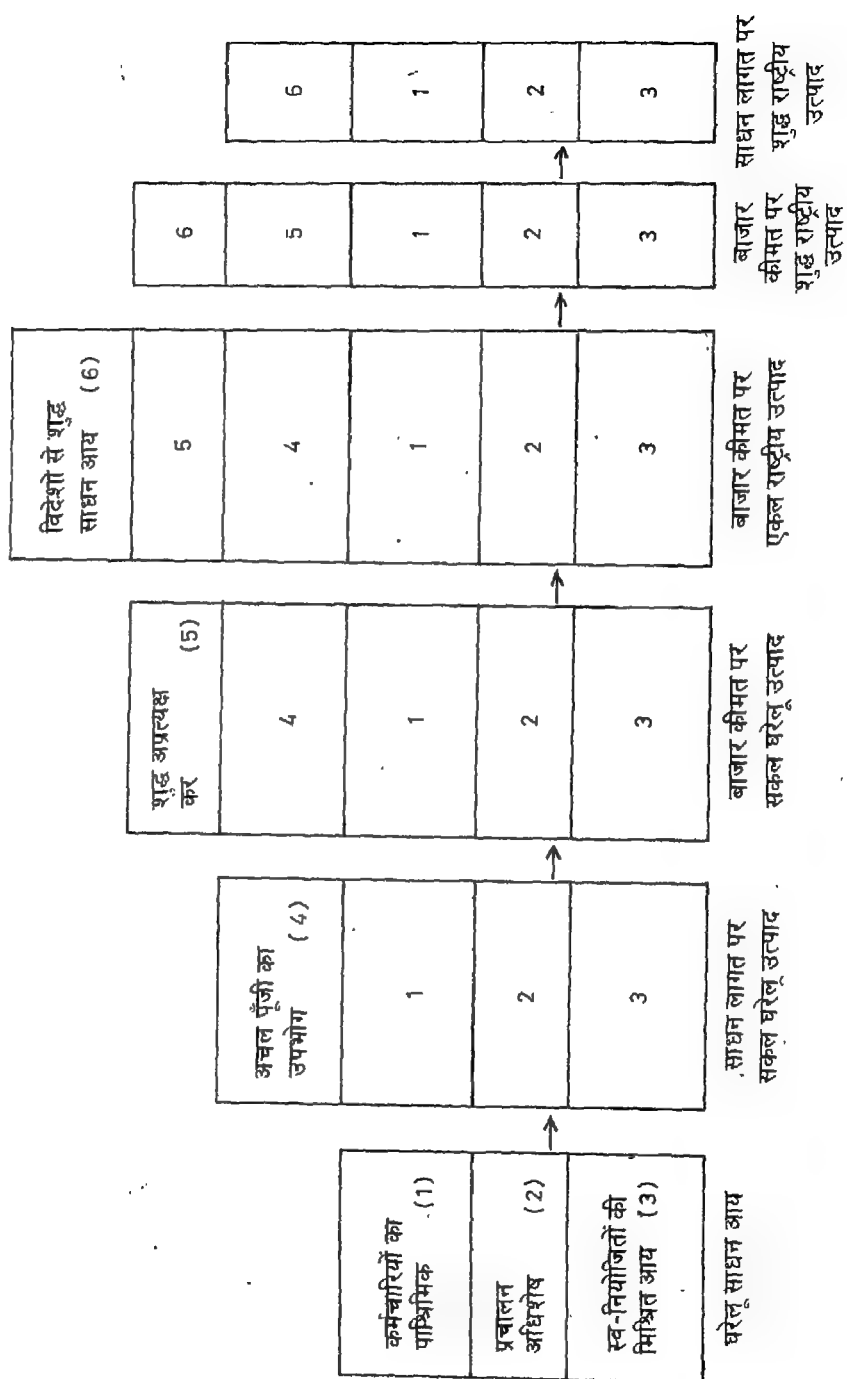 कर्मचारियों का
पारिश्रमिक (1)
प्रचालन
अधिशेष (2)
स्व-नियोजितों की
मिश्रित आय (3)
घरेलू साधन आय
अचल पूँजी का
उपभोग (4)
1
2
3
साधन लागत पर
सकल घरेलू उत्पाद
शुद्ध अप्रत्यक्ष
कर (5)
4
1
2
3
बाजार कीमत पर
सकल घरेलू उत्पाद
विदेशों से शुद्ध
साधन आय (6)
5
4
1
2
3
बाजार कीमत पर
एकल राष्ट्रीय उत्पाद
6
5
1
2
3
बाजार
कीमत पर
शुद्ध राष्ट्रीय
उत्पाद
6
1
2
3
साधन लागत पर
शुद्ध राष्ट्रीय
उत्पाद